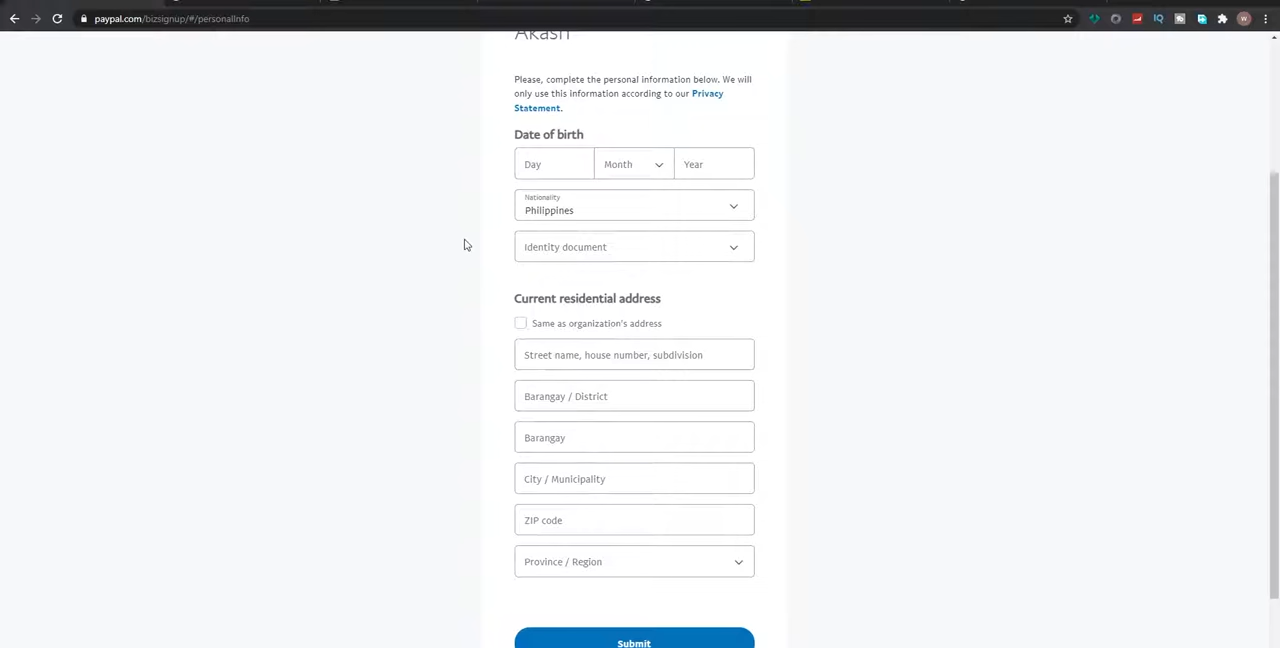 paypal.com/bizsignup/#/personalInfo
IQ
W
Akash
Please, complete the personal information below. We will
only use this information according to our Privacy
Statement.
Date of birth
Day Month Year
Nationality
Philippines
Identity document
Current residential address
Same as organization's address
Street name, house number, subdivision
Barangay / District
Barangay
City / Municipality
ZIP code
Province / Region
Submit